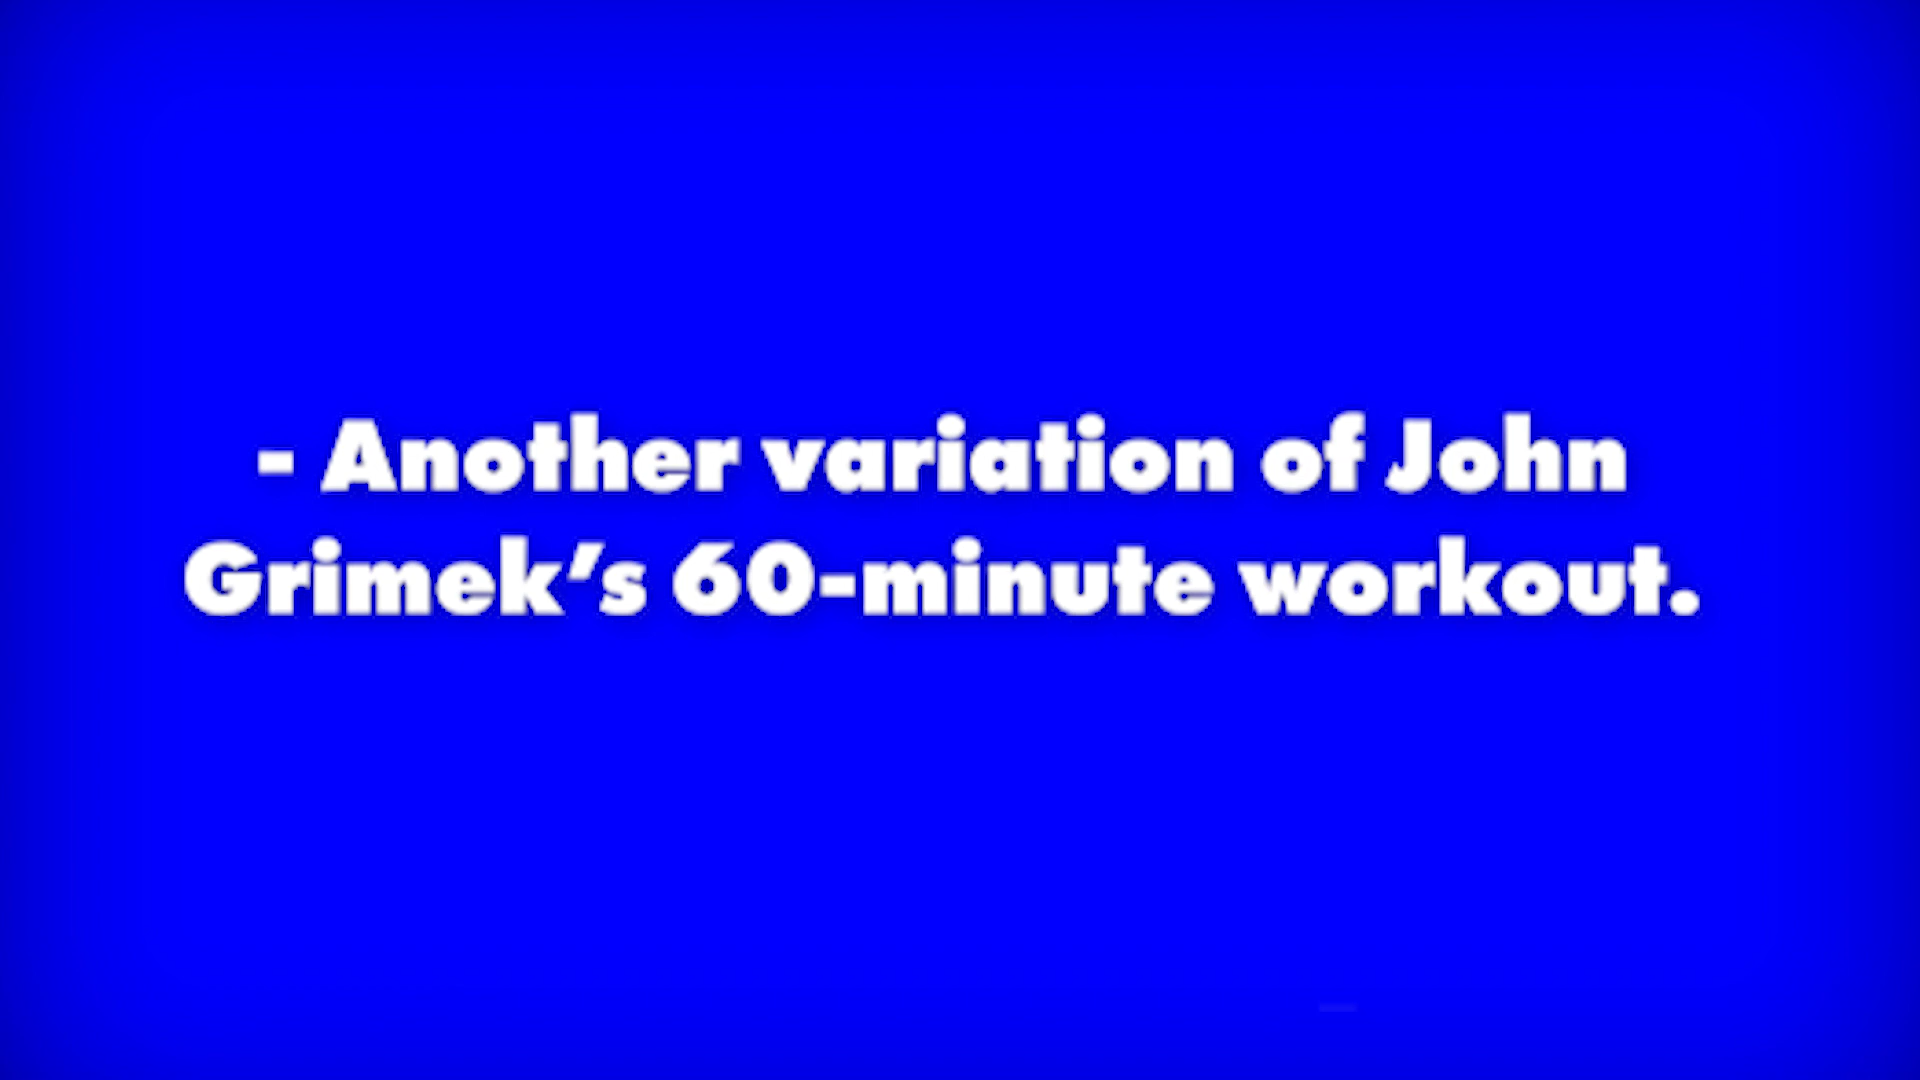 - Another variation of John
Grimek’s 60-minute workout.